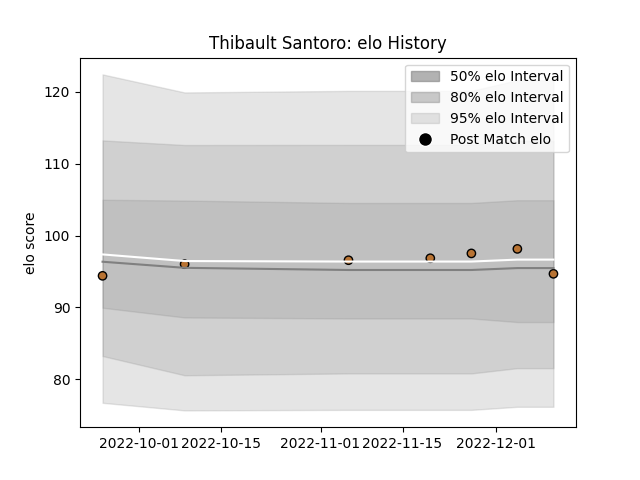 Thibault Santoro: elo History
50% elo Interval
80% elo Interval
95% elo Interval
Post Match elo
elo score
120
110
100
90
80
2022-10-01 2022-10-15 2022-11-01 2022-11-15 2022-12-01